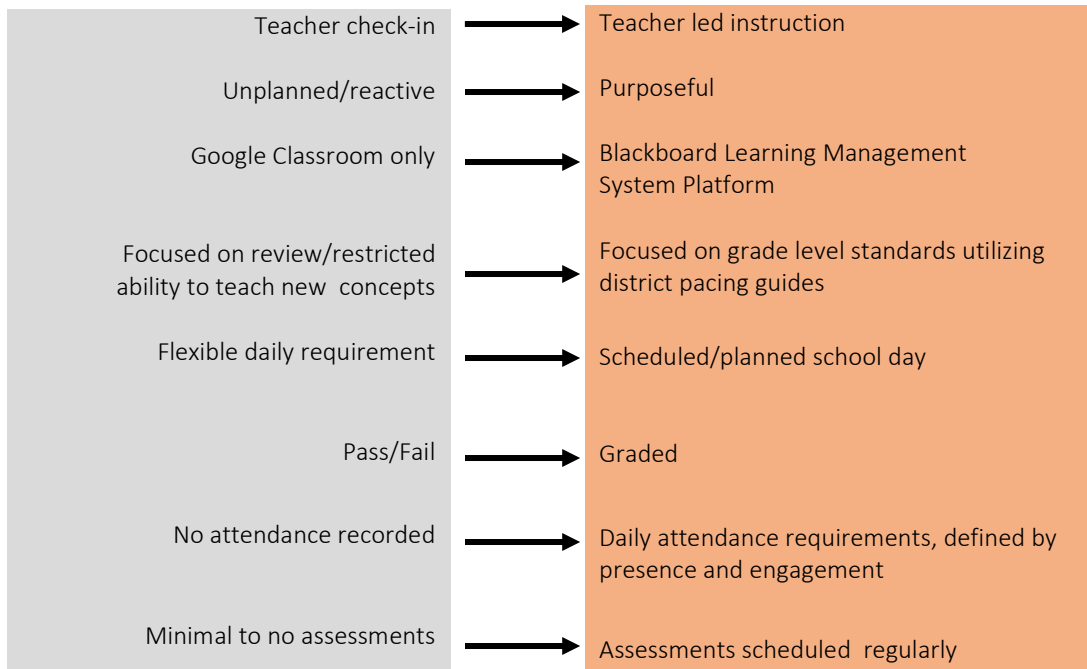 Teacher check-in
Teacher led instruction
Unplanned/reactive
Purposeful
Google Classroom only
Blackboard Learning Management
System Platform
Focused on review/restricted
ability to teach new  concepts
Focused on grade level standards utilizing
district pacing guides
Flexible daily requirement
Scheduled/planned school day
Pass/Fail
Graded
No attendance recorded
Daily attendance requirements, defined by
presence and engagement
Minimal to no assessments
Assessments scheduled  regularly